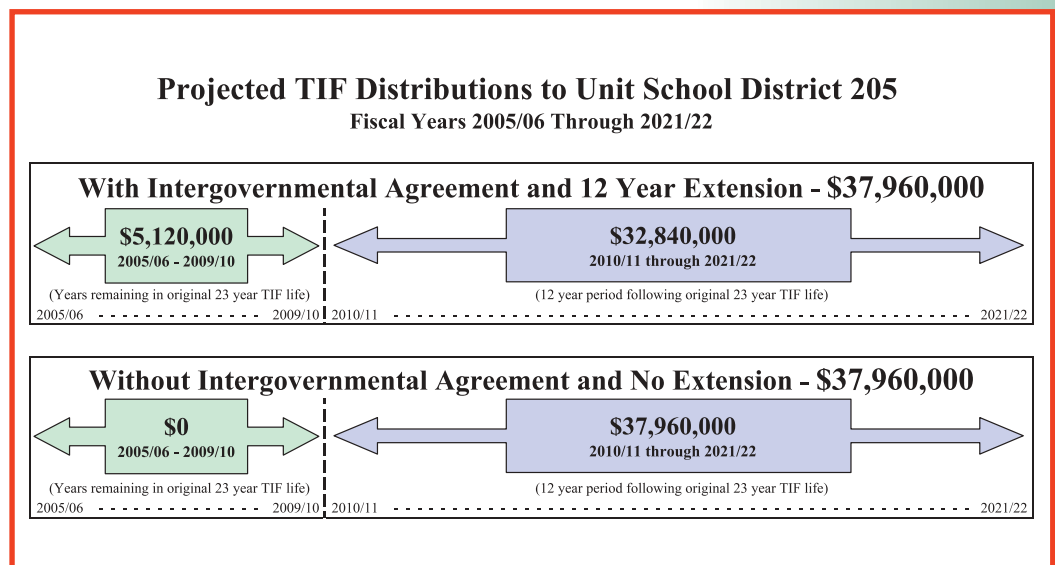 Projected TIF Distributions to Unit School District 205
Fiscal Years 2005/06 Through 2021/22
With Intergovernmental Agreement and 12 Year Extension - $37,960,000
$5,120,000
2005/06 - 2009/10
(Years remaining in original 23 year TIF life)
2005/06 - - - - - - - - - - - - 2009/10
$32,840,000
2010/11 through 2021/22
(12 year period following original 23 year TIF life)
2010/11 - - - - - - - - - - - - 2021/22
Without Intergovernmental Agreement and No Extension - $37,960,000
$0
2005/06 - 2009/10
(Years remaining in original 23 year TIF life)
2005/06 - - - - - - - - - - - - 2009/10
$37,960,000
2010/11 through 2021/22
(12 year period following original 23 year TIF life)
2010/11 - - - - - - - - - - - - 2021/22